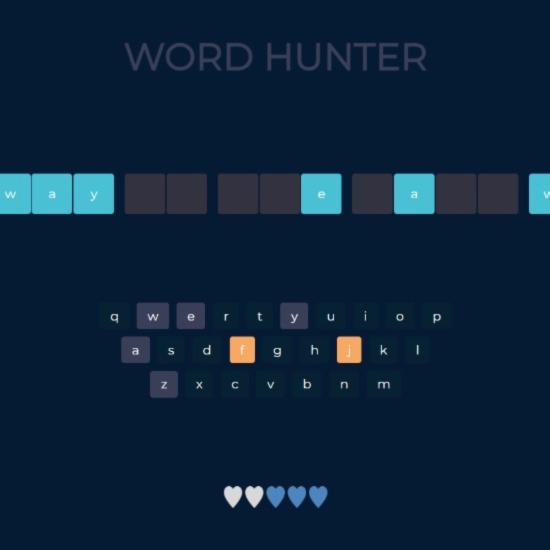 WORD HUNTER
w a y e a w
q w e r t y u i o p
a s d f g h j k l
z x c v b n m